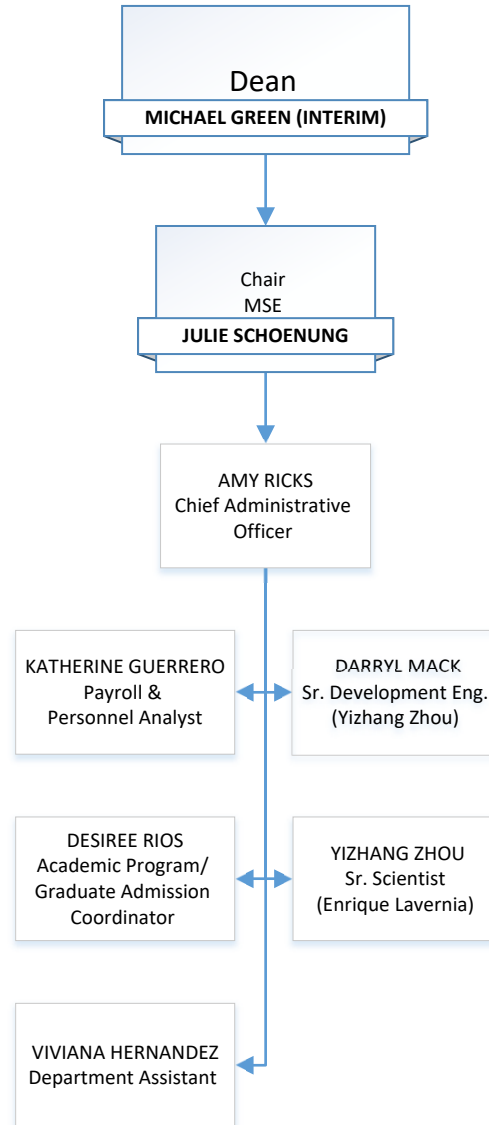 Dean
MICHAEL GREEN (INTERIM)
Chair
MSE
JULIE SCHOENUNG
AMY RICKS
Chief Administrative
Officer
KATHERINE GUERRERO
Payroll &
Personnel Analyst
DARRYL MACK
Sr. Development Eng.
(Yizhang Zhou)
DESIREE RIOS
Academic Program/
Graduate Admission
Coordinator
YIZHANG ZHOU
Sr. Scientist
(Enrique Lavernia)
VIVIANA HERNANDEZ
Department Assistant